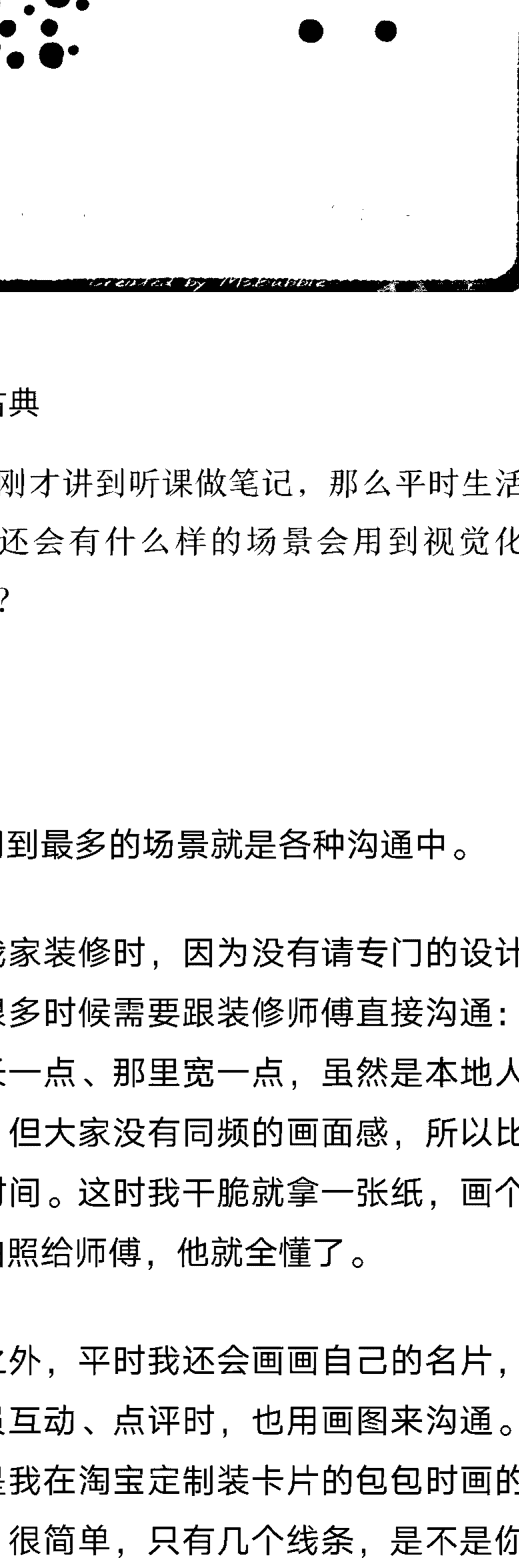 Created by Ms.Bubble
古典
刚才讲到听课做笔记，那么平时生活
还会有什么样的场景会用到视觉化
？
到最多的场景就是各种沟通中。
我家装修时，因为没有请专门的设计
很多时候需要跟装修师傅直接沟通：
长一点、那里宽一点，虽然是本地人
，但大家没有同频的画面感，所以比
时间。这时我干脆就拿一张纸，画个
拍照给师傅，他就全懂了。
之外，平时我还会画画自己的名片，
员互动、点评时，也用画图来沟通。
是我在淘宝定制装卡片的包包时画的
很简单，只有几个线条，是不是你